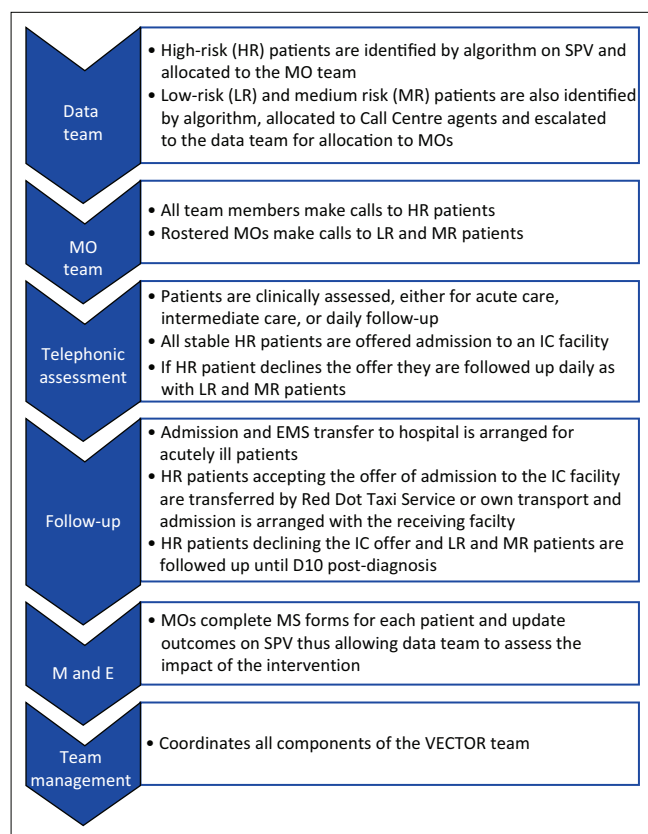 Data
team
• High-risk (HR) patients are identified by algorithm on SPV and
allocated to the MO team
• Low-risk (LR) and medium risk (MR) patients are also identified
by algorithm, allocated to Call Centre agents and escalated
to the data team for allocation to MOs
MO
team
• All team members make calls to HR patients
• Rostered MOs make calls to LR and MR patients
Telephonic
assessment
• Patients are clinically assessed, either for acute care,
intermediate care, or daily follow-up
• All stable HR patients are offered admission to an IC facility
• If HR patient declines the offer they are followed up daily as
with LR and MR patients
Follow-up
• Admission and EMS transfer to hospital is arranged for
acutely ill patients
• HR patients accepting the offer of admission to the IC facility
are transferred by Red Dot Taxi Service or own transport and
admission is arranged with the receiving facilty
• HR patients declining the IC offer and LR and MR patients are
followed up until D10 post-diagnosis
M and E
• MOs complete MS forms for each patient and update
outcomes on SPV thus allowing data team to assess the
impact of the intervention
Team
management
• Coordinates all components of the VECTOR team